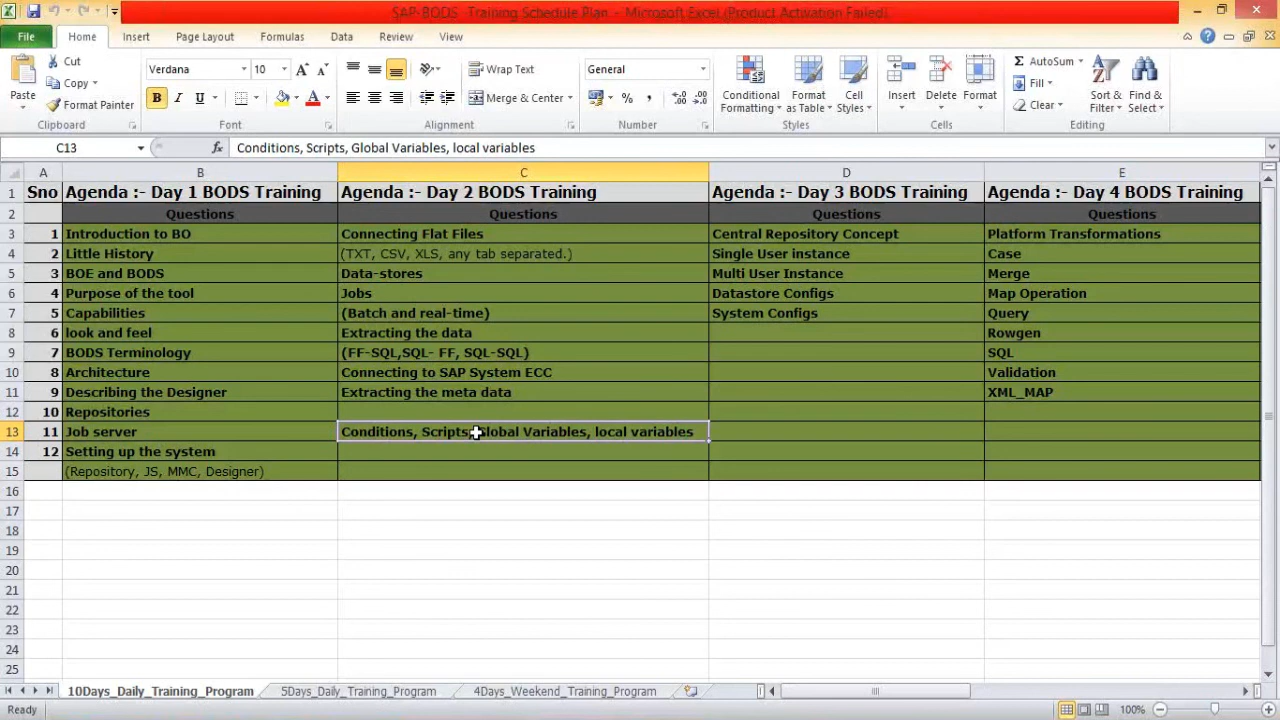 SAP-BODS Training Schedule Plan - Microsoft Excel (Product Activation Failed)
File Home Insert Page Layout Formulas Data Review View
Cut
Copy
Format Painter
Paste
Clipboard
Verdana 10
B I U
Font
Wrap Text
Merge & Center
Alignment
General
Number
Conditional Formatting
Format as Table
Cell Styles
Styles
Insert Delete Format
Cells
AutoSum
Fill
Clear
Sort & Filter
Find & Select
Editing
C13 fx Conditions, Scripts, Global Variables, local variables
A B C D E
1 Sno Agenda :- Day 1 BODS Training Agenda :- Day 2 BODS Training Agenda :- Day 3 BODS Training Agenda :- Day 4 BODS Training
2 Questions Questions Questions Questions
3 1 Introduction to BO Connecting Flat Files Central Repository Concept Platform Transformations
4 2 Little History (TXT, CSV, XLS, any tab separated.) Single User instance Case
5 3 BOE and BODS Data-stores Multi User Instance Merge
6 4 Purpose of the tool Jobs Datastore Configs Map Operation
7 5 Capabilities (Batch and real-time) System Configs Query
8 6 look and feel Extracting the data Rowgen
9 7 BODS Terminology (FF-SQL,SQL- FF, SQL-SQL) SQL
10 8 Architecture Connecting to SAP System ECC Validation
11 9 Describing the Designer Extracting the meta data XML_MAP
12 10 Repositories
13 11 Job server Conditions, Scripts, Global Variables, local variables
14 12 Setting up the system
15 (Repository, JS, MMC, Designer)
16
17
18
19
20
21
22
23
24
25
10Days_Daily_Training_Program 5Days_Daily_Training_Program 4Days_Weekend_Training_Program
Ready 100%